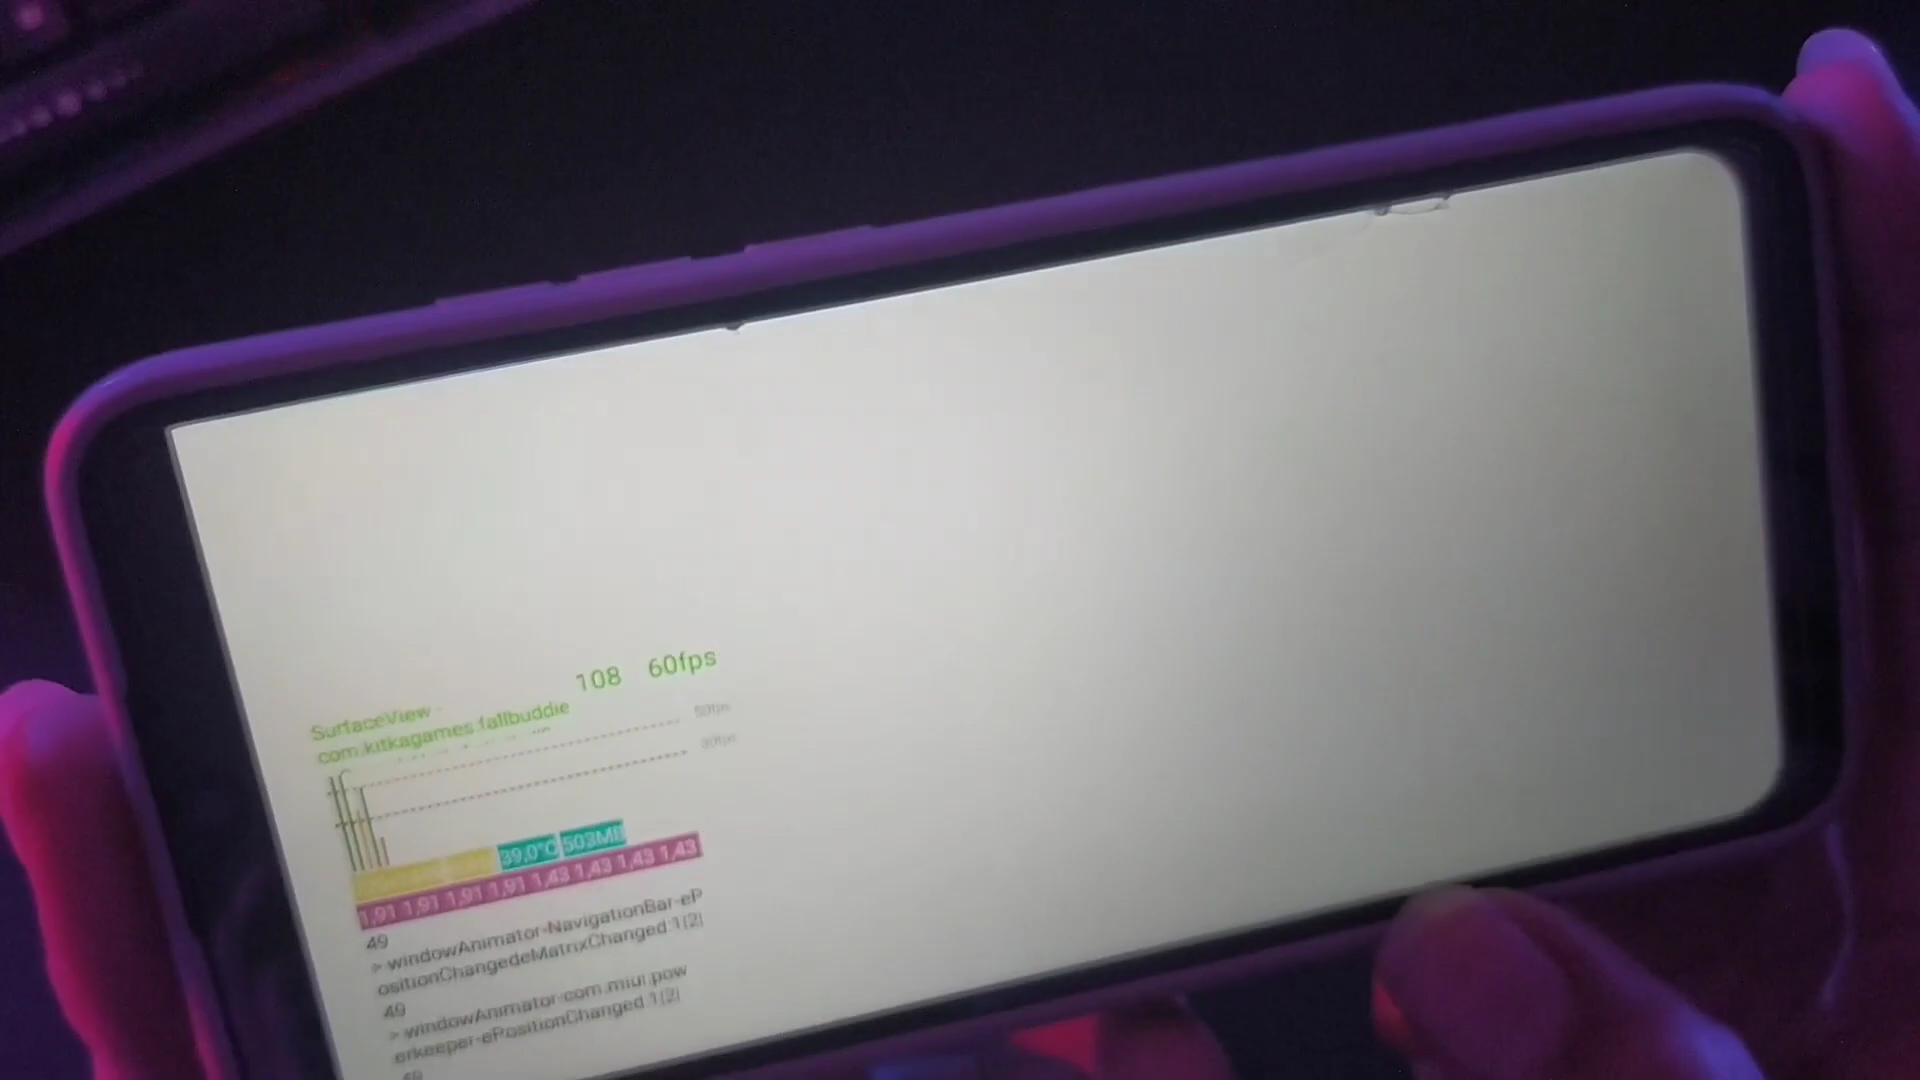 108 60fps
SurfaceView -
com.kitkagames.fallbuddie
30fps
39,0°C 503MB
1,91 1,91 1,91 1,91 1,43 1,43 1,43 1,43
49
> windowAnimator-NavigationBar-eP
ositionChangedeMatrixChanged:1|2|
49
> windowAnimator-com.miui.pow
erkeeper-ePositionChanged:1|2|
49